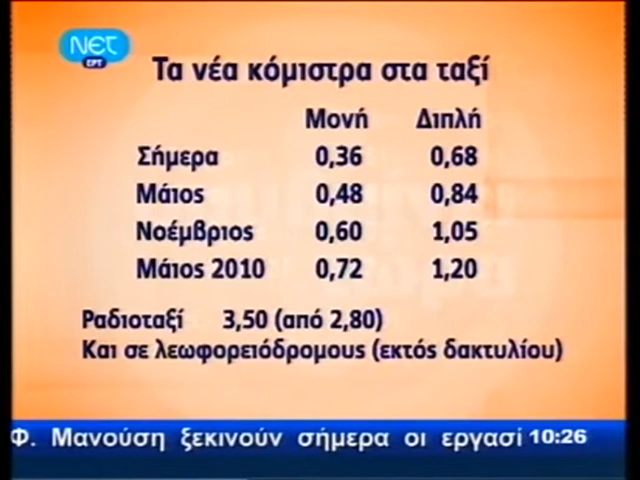 ΝΕΤ
ΕΡΤ
Τα νέα κόμιστρα στα ταξί
Μονή Διπλή
Σήμερα 0,36 0,68
Μάιος 0,48 0,84
Νοέμβριος 0,60 1,05
Μάιος 2010 0,72 1,20
Ραδιοταξί 3,50 (από 2,80)
Και σε λεωφορειόδρομους (εκτός δακτυλίου)
Φ. Μανούση ξεκινούν σήμερα οι εργασί 10:26